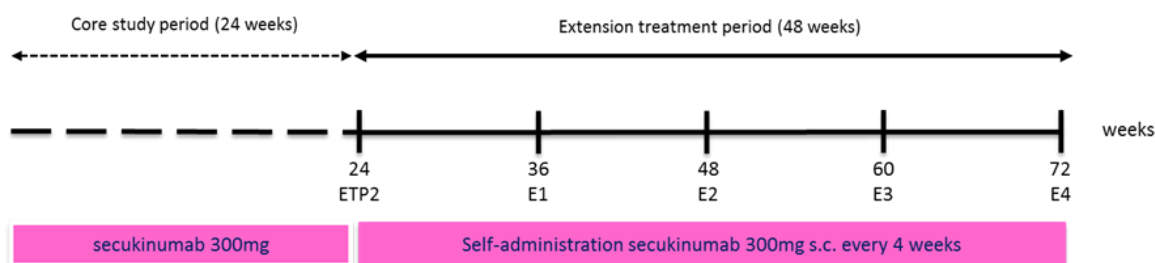 Core study period (24 weeks)
Extension treatment period (48 weeks)
weeks
24
36
48
60
72
ETP2
E1
E2
E3
E4
secukinumab 300mg
Self-administration secukinumab 300mg s.c. every 4 weeks